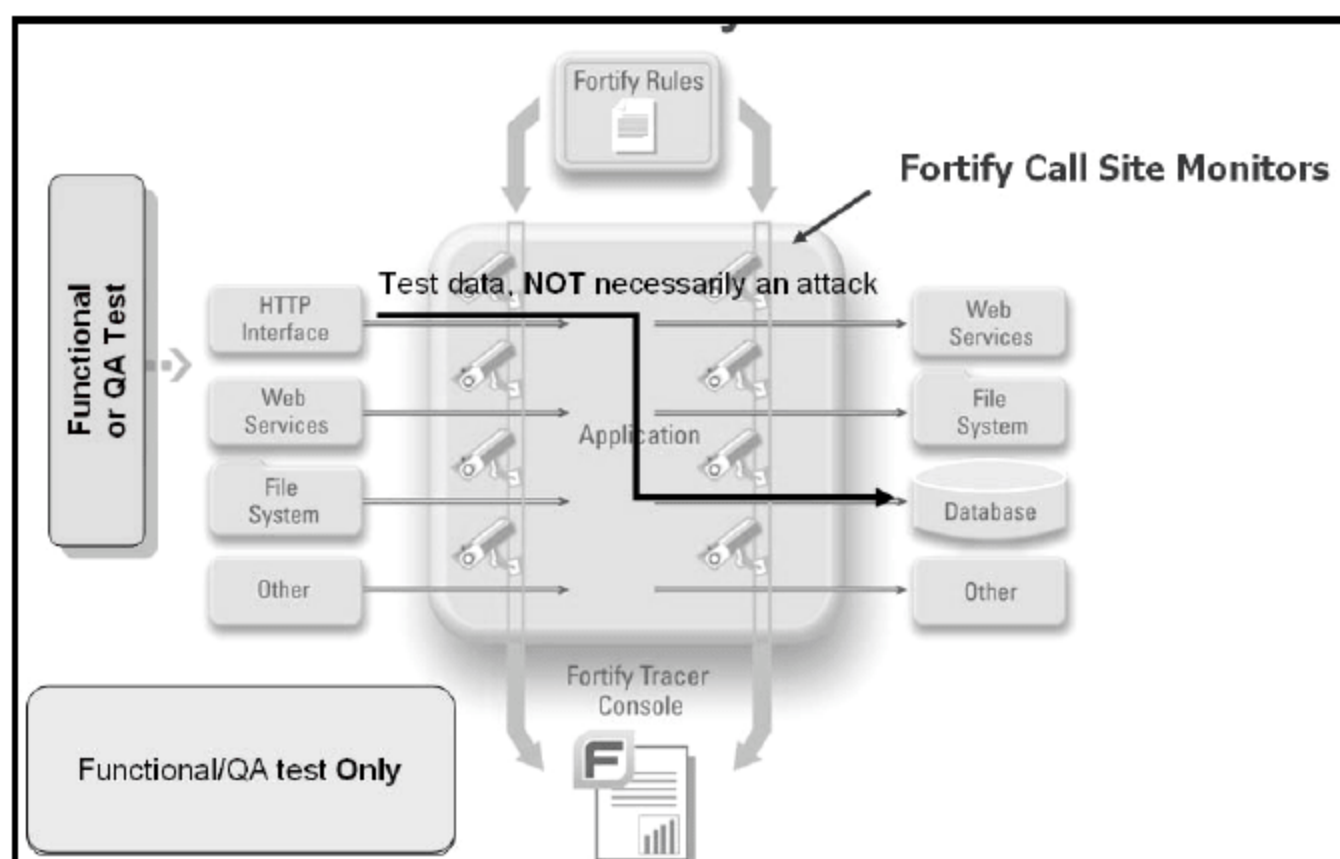 Fortify Rules
Fortify Call Site Monitors
Functional
or QA Test
Test data, NOT necessarily an attack
HTTP
Interface
Web
Services
File
System
Other
Application
Web
Services
File
System
Database
Other
Fortify Tracer
Console
F
Functional/QA test Only